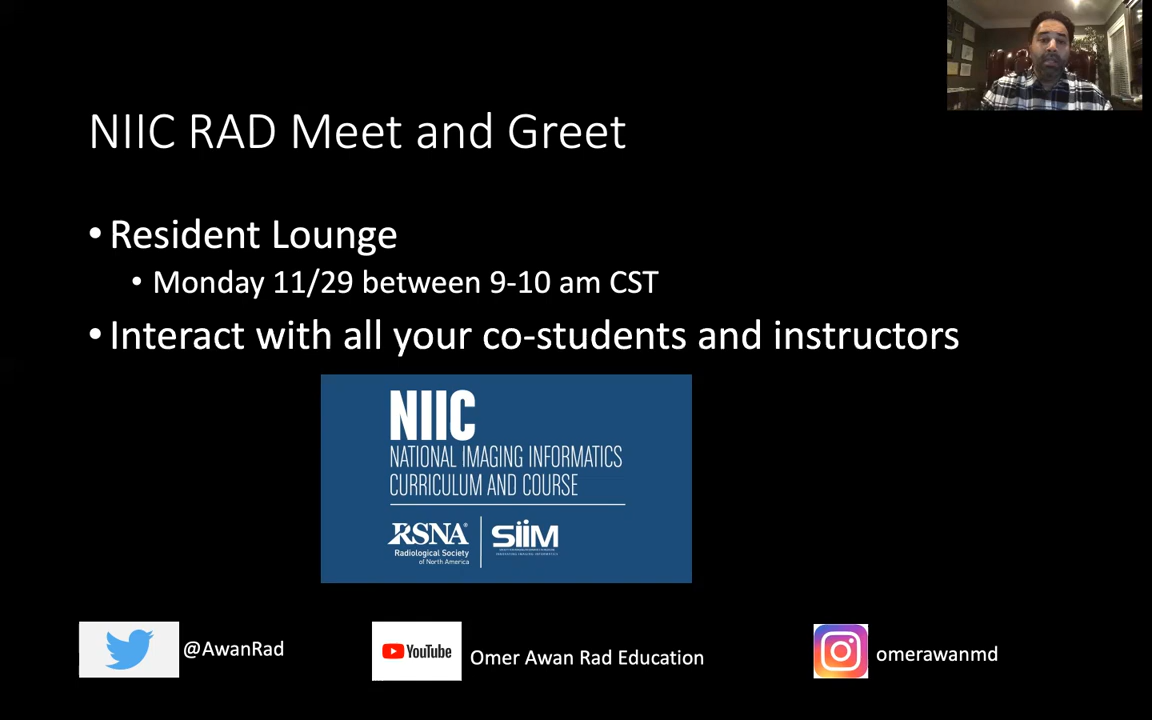 NIIC RAD Meet and Greet
• Resident Lounge
• Monday 11/29 between 9-10 am CST
• Interact with all your co-students and instructors
NIIC
NATIONAL IMAGING INFORMATICS
CURRICULUM AND COURSE
RSNA®
Radiological Society
of North America
SIIM
@AwanRad
YouTube
Omer Awan Rad Education
omerawanmd